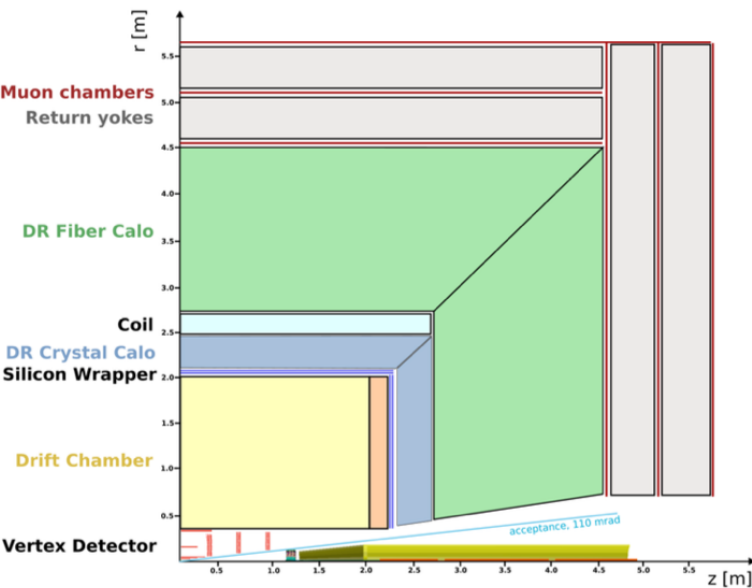 r [m]
5.5
Muon chambers
5.0
Return yokes
4.5
4.0
DR Fiber Calo
3.5
3.0
Coil
2.5
DR Crystal Calo
Silicon Wrapper
2.0
1.5
Drift Chamber
1.0
0.5
acceptance, 110 mrad
Vertex Detector
0.5 1.0 1.5 2.0 2.5 3.0 3.5 4.0 4.5 5.0 5.5
z [m]